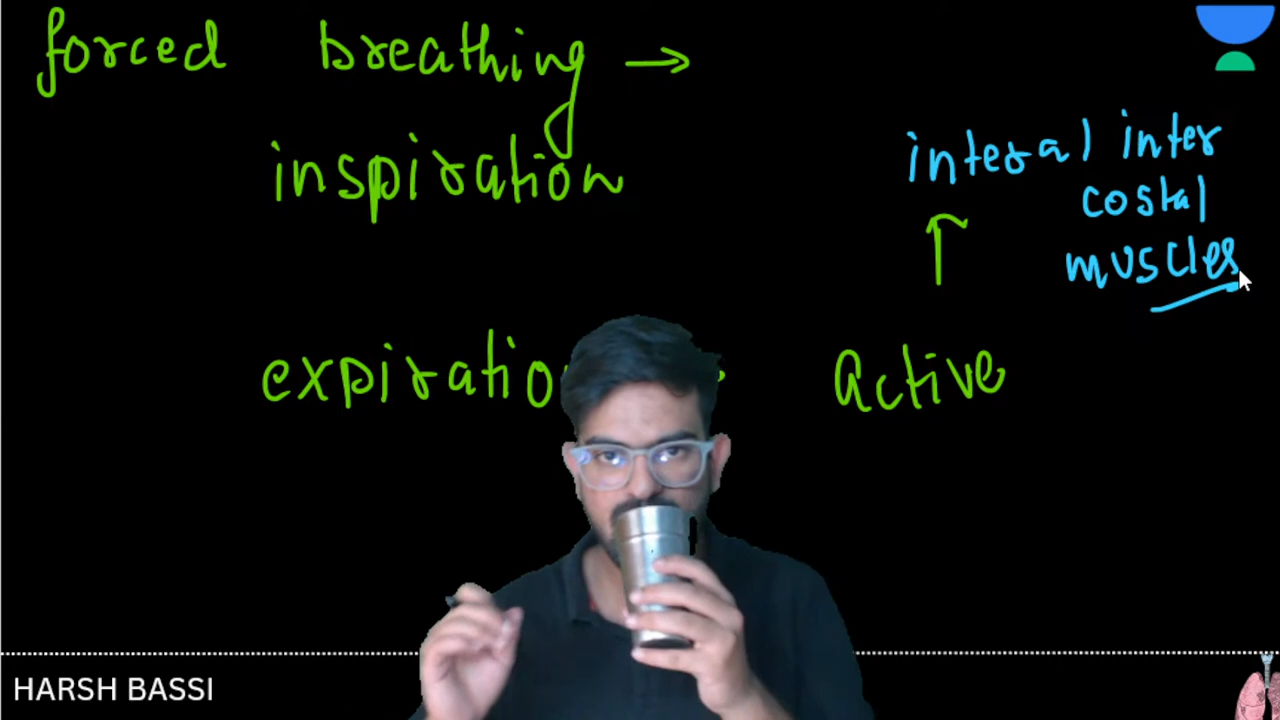 forced breathing →
inspiration
interal inter
costal
muscles
↑
expiratio
Active
HARSH BASSI